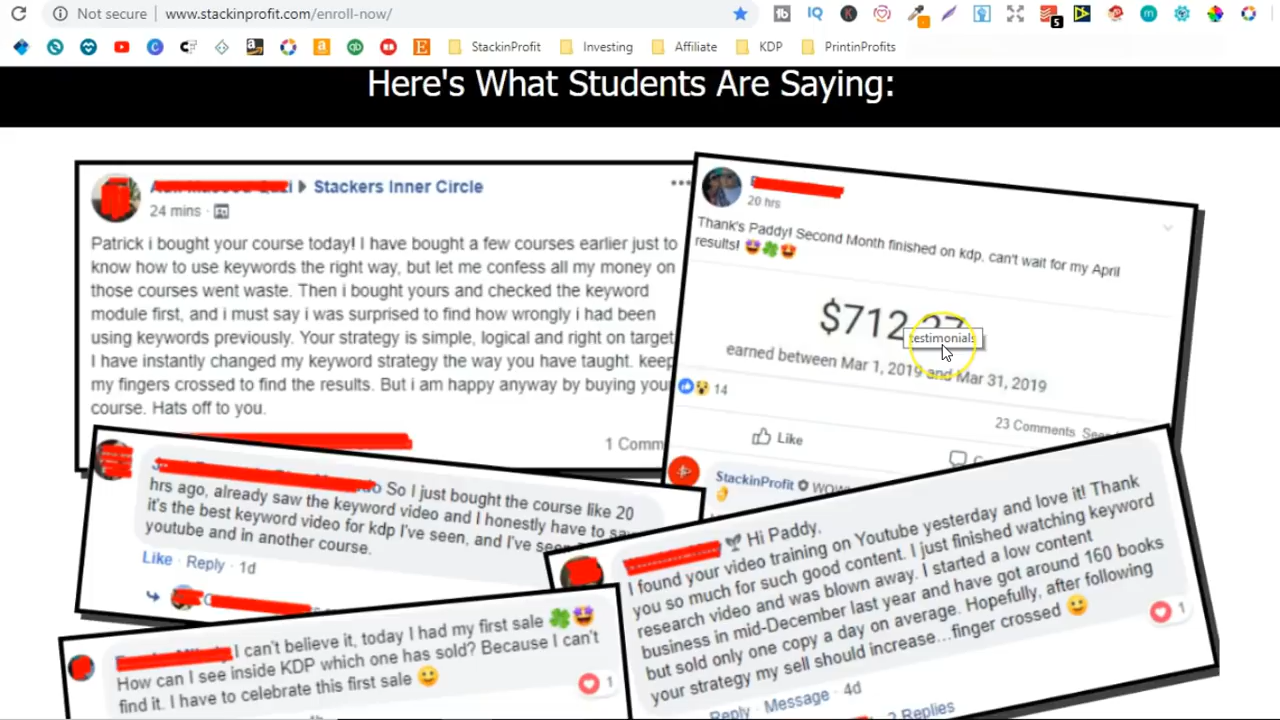 www.stackinprofit.com/enroll-now/
5
StackinProfit
Investing
Affiliate
KDP
PrintinProfits
Here's What Students Are Saying:
Stackers Inner Circle
24 mins
Patrick i bought your course today! I have bought a few courses earlier just to
know how to use keywords the right way, but let me confess all my money on
those courses went waste. Then i bought yours and checked the keyword
module first, and i must say i was surprised to find how wrongly i had been
using keywords previously. Your strategy is simple, logical and right on target.
I have instantly changed my keyword strategy the way you have taught. keep
my fingers crossed to find the results. But i am happy anyway by buying your
course. Hats off to you.
1 Comm
20 hrs
Thank's Paddy! Second Month finished on kdp, can't wait for my April
results!
$712
testimonials
earned between Mar 1, 2019 and Mar 31, 2019
14
23 Comments
Like
StackinProfit WOW
So I just bought the course like 20
hrs ago, already saw the keyword video and I honestly have to
it's the best keyword video for kdp I've seen, and I've
youtube and in another course.
Like Reply 1d
Hi Paddy,
I found your video training on Youtube yesterday and love it! Thank
you so much for such good content. I just finished watching keyword
research video and was blown away. I started a low content
business in mid-December last year and have got around 160 books
but sold only one copy a day on average. Hopefully, after following
your strategy my sell should increase...finger crossed
1
Reply Message 4d
2 Replies
I can't believe it, today I had my first sale
How can I see inside KDP which one has sold? Because I can't
find it. I have to celebrate this first sale
1